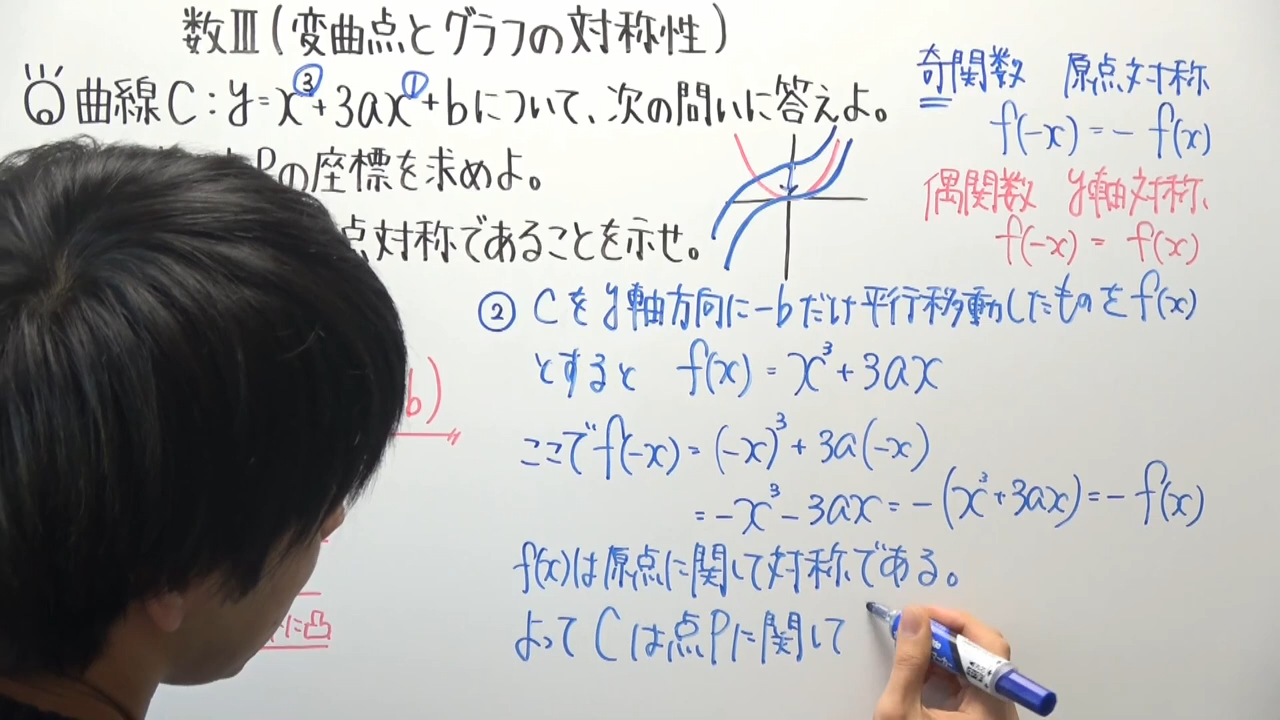 数Ⅲ(変曲点とグラフの対称性)
曲線C:y=x³+3ax①+bについて、次の問いに答えよ。
Pの座標を求めよ。
点対称であることを示せ。
b)
に凸
奇関数 原点対称
f(-x)=-f(x)
偶関数 y軸対称
f(-x)=f(x)
② Cをy軸方向に-bだけ平行移動したものをf(x)
とすると f(x)=x³+3ax
ここでf(-x)=(-x)³+3a(-x)
=-x³-3ax=-(x³+3ax)=-f(x)
f(x)は原点に関して対称である。
よってCは点Pに関して